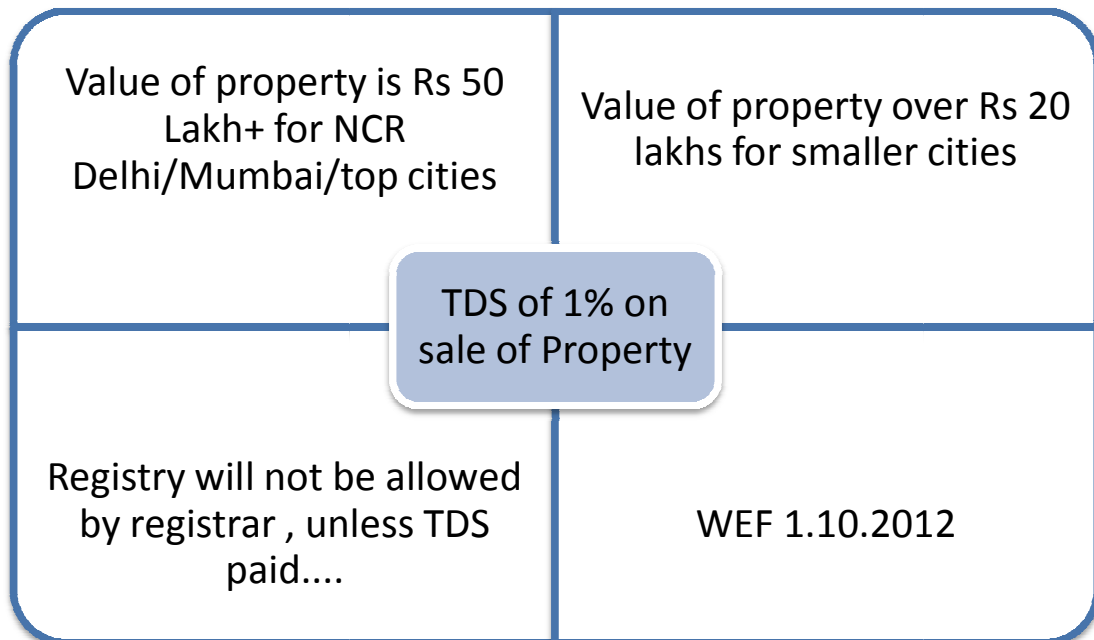 Value of property is Rs 50
Lakh+ for NCR
Delhi/Mumbai/top cities
Value of property over Rs 20
lakhs for smaller cities
TDS of 1% on
sale of Property
Registry will not be allowed
by registrar , unless TDS
paid....
WEF 1.10.2012